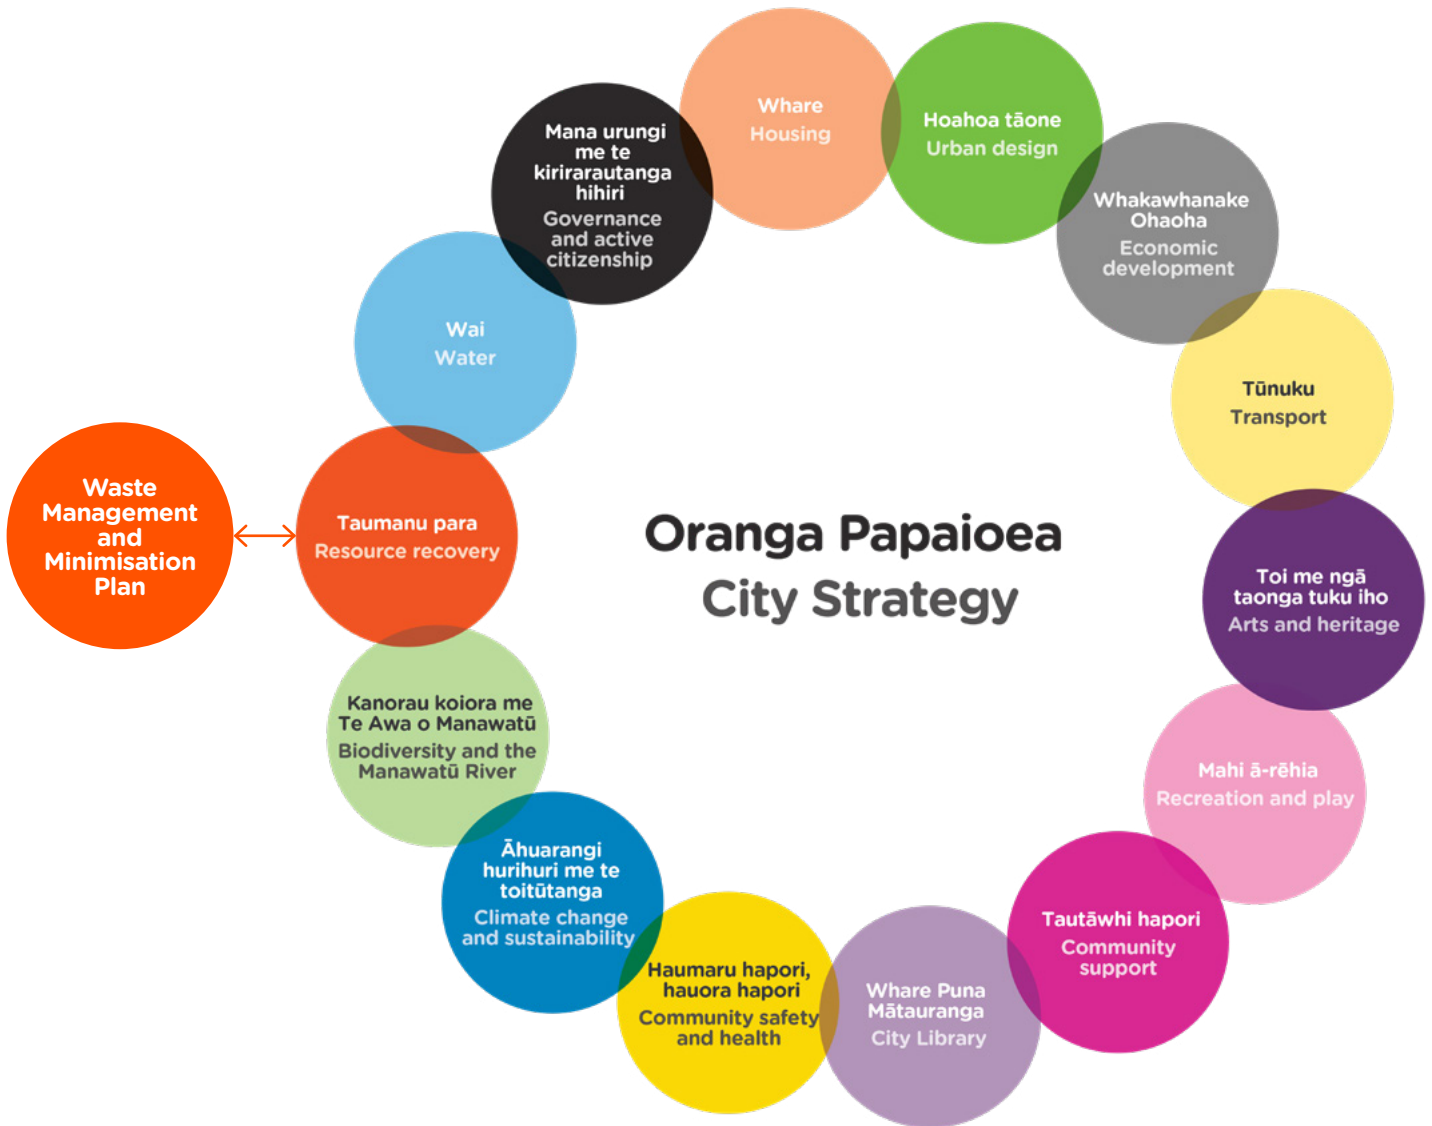 Whare
Housing
Hoahoa tāone
Urban design
Whakawhanake
Ohaoha
Economic
development
Tūnuku
Transport
Toi me ngā
taonga tuku iho
Arts and heritage
Mahi ā-rēhia
Recreation and play
Tautāwhi hapori
Community
support
Whare Puna
Mātauranga
City Library
Haumaru hapori,
hauora hapori
Community safety
and health
Āhuarangi
hurihuri me te
toitūtanga
Climate change
and sustainability
Kanorau koiora me
Te Awa o Manawatū
Biodiversity and the
Manawatū River
Taumanu para
Resource recovery
Waste
Management
and
Minimisation
Plan
Wai
Water
Mana urungi
me te
kirirarautanga
hihiri
Governance
and active
citizenship
Oranga Papaioea
City Strategy